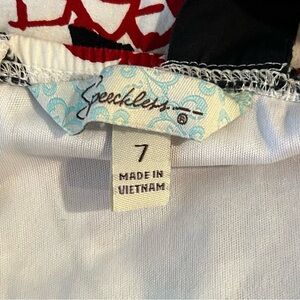 Speechless
®
7
MADE IN
VIETNAM